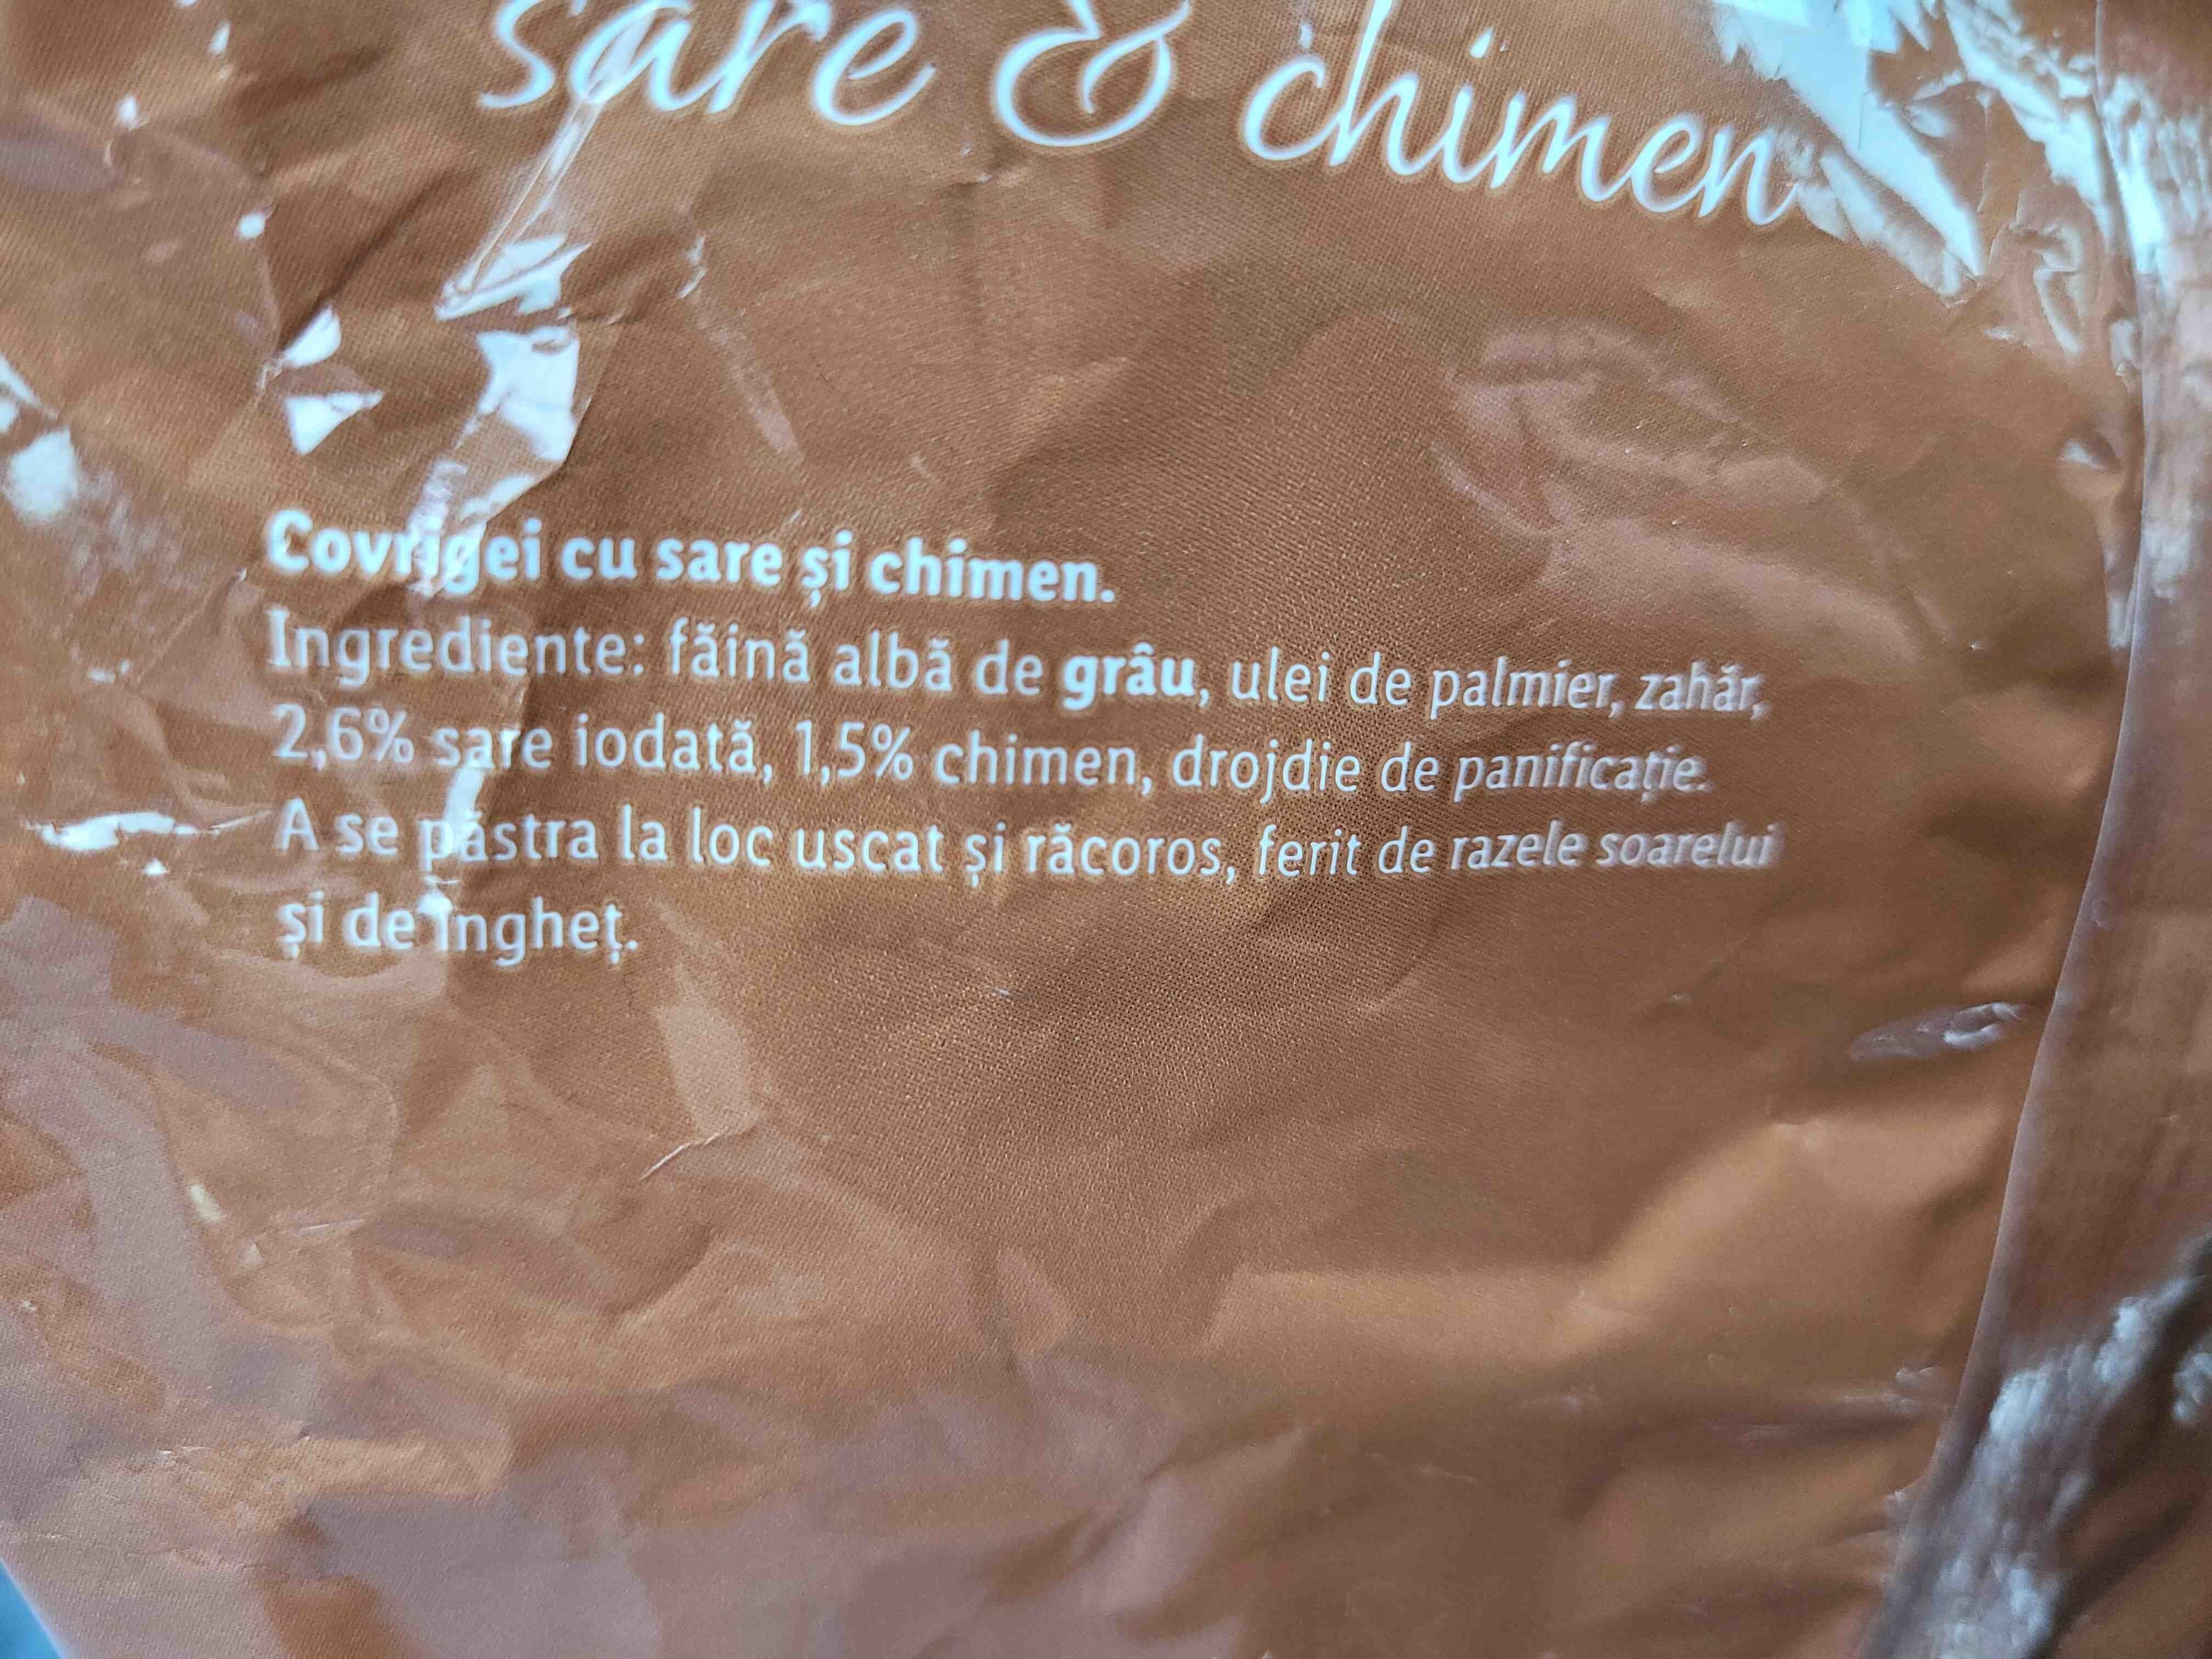 sare & chimen
Covrigei cu sare și chimen.
Ingrediente: făină albă de grâu, ulei de palmier, zahăr,
2,6% sare iodată, 1,5% chimen, drojdie de panificație.
A se păstra la loc uscat și răcoros, ferit de razele soarelui
și de îngheț.